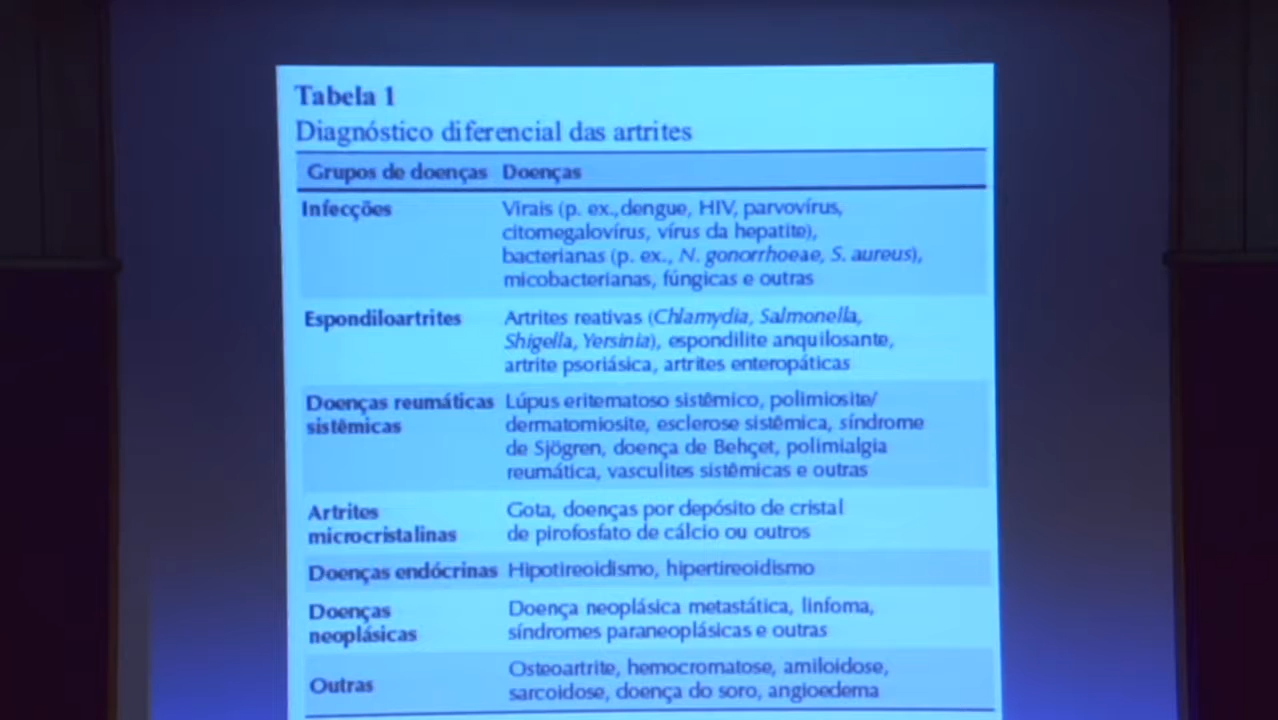 Tabela 1
Diagnóstico diferencial das artrites
Grupos de doenças Doenças
Infecções Virais (p. ex., dengue, HIV, parvovírus,
citomegalovírus, vírus da hepatite),
bacterianas (p. ex., N. gonorrhoeae, S. aureus),
micobacterianas, fúngicas e outras
Espondiloartrites Artrites reativas (Chlamydia, Salmonella,
Shigella, Yersinia), espondilite anquilosante,
artrite psoriásica, artrites enteropáticas
Doenças reumáticas Lúpus eritematoso sistêmico, polimiosite/
sistêmicas dermatomiosite, esclerose sistêmica, síndrome
de Sjögren, doença de Behçet, polimialgia
reumática, vasculites sistêmicas e outras
Artrites Gota, doenças por depósito de cristal
microcristalinas de pirofosfato de cálcio ou outros
Doenças endócrinas Hipotireoidismo, hipertireoidismo
Doenças Doença neoplásica metastática, linfoma,
neoplásicas síndromes paraneoplásicas e outras
Outras Osteoartrite, hemocromatose, amiloidose,
sarcoidose, doença do soro, angioedema